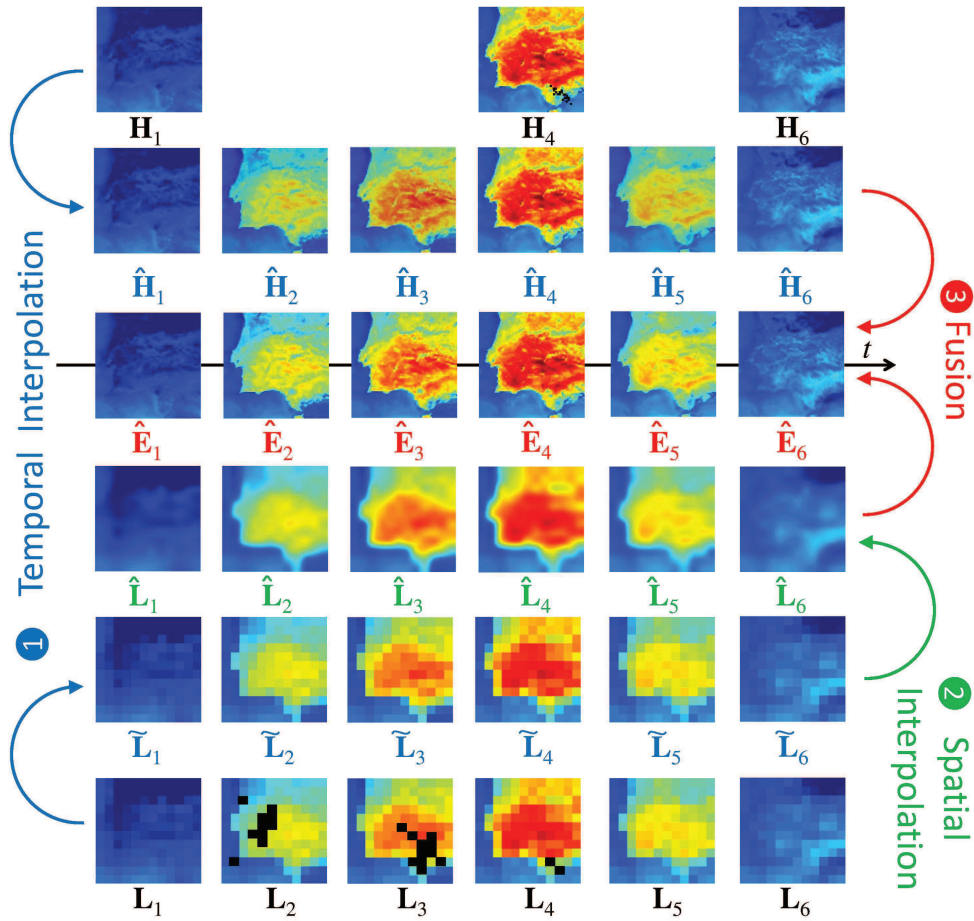 H₁ H₄ H₆
Ĥ₁ Ĥ₂ Ĥ₃ Ĥ₄ Ĥ₅ Ĥ₆
t
Ê₁ Ê₂ Ê₃ Ê₄ Ê₅ Ê₆
L̂₁ L̂₂ L̂₃ L̂₄ L̂₅ L̂₆
L̃₁ L̃₂ L̃₃ L̃₄ L̃₅ L̃₆
L₁ L₂ L₃ L₄ L₅ L₆
1 Temporal Interpolation
2 Spatial
Interpolation
3 Fusion